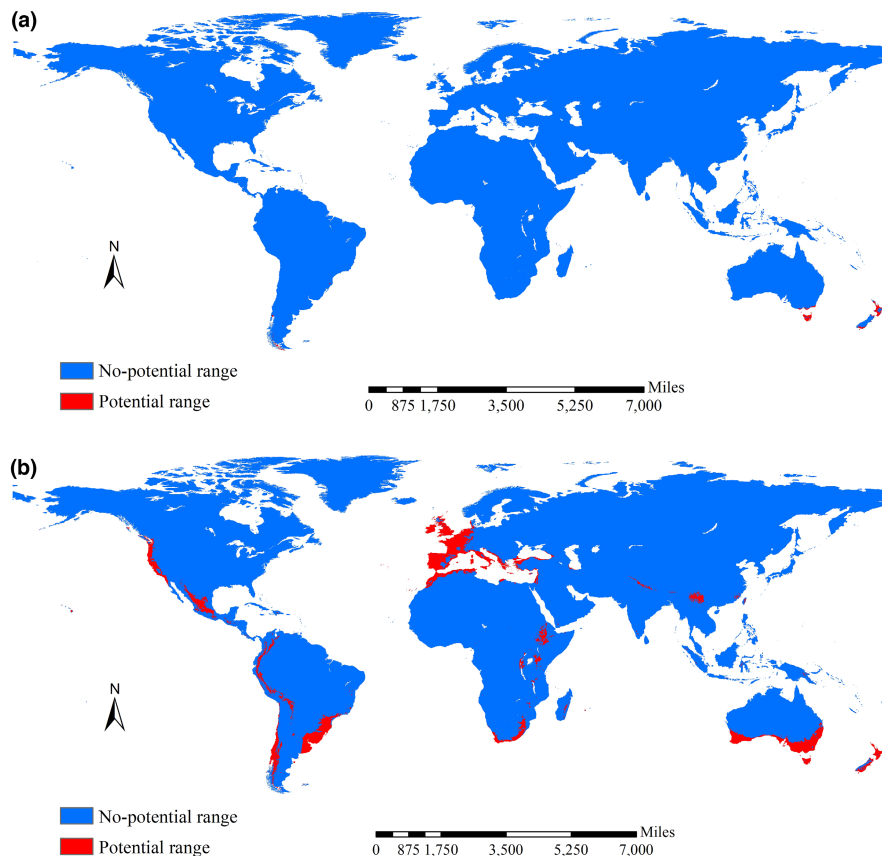 (a)
N
No-potential range
Potential range
Miles
0 875 1,750 3,500 5,250 7,000
(b)
N
No-potential range
Potential range
Miles
0 875 1,750 3,500 5,250 7,000